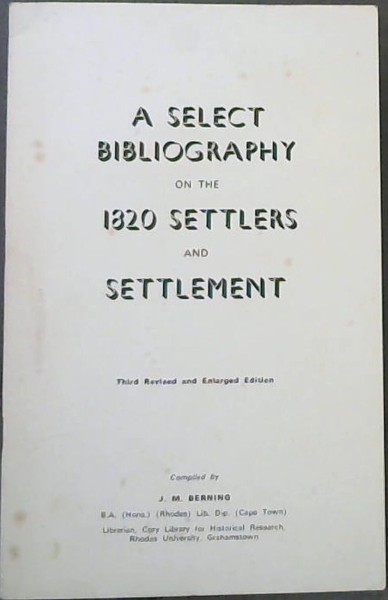 A SELECT
BIBLIOGRAPHY
ON THE
1820 SETTLERS
AND
SETTLEMENT
Third Revised and Enlarged Edition
Compiled by
J. M. BERNING
B.A. (Hons.) (Rhodes) Lib. Dip. (Cape Town)
Librarian, Cory Library for Historical Research,
Rhodes University, Grahamstown